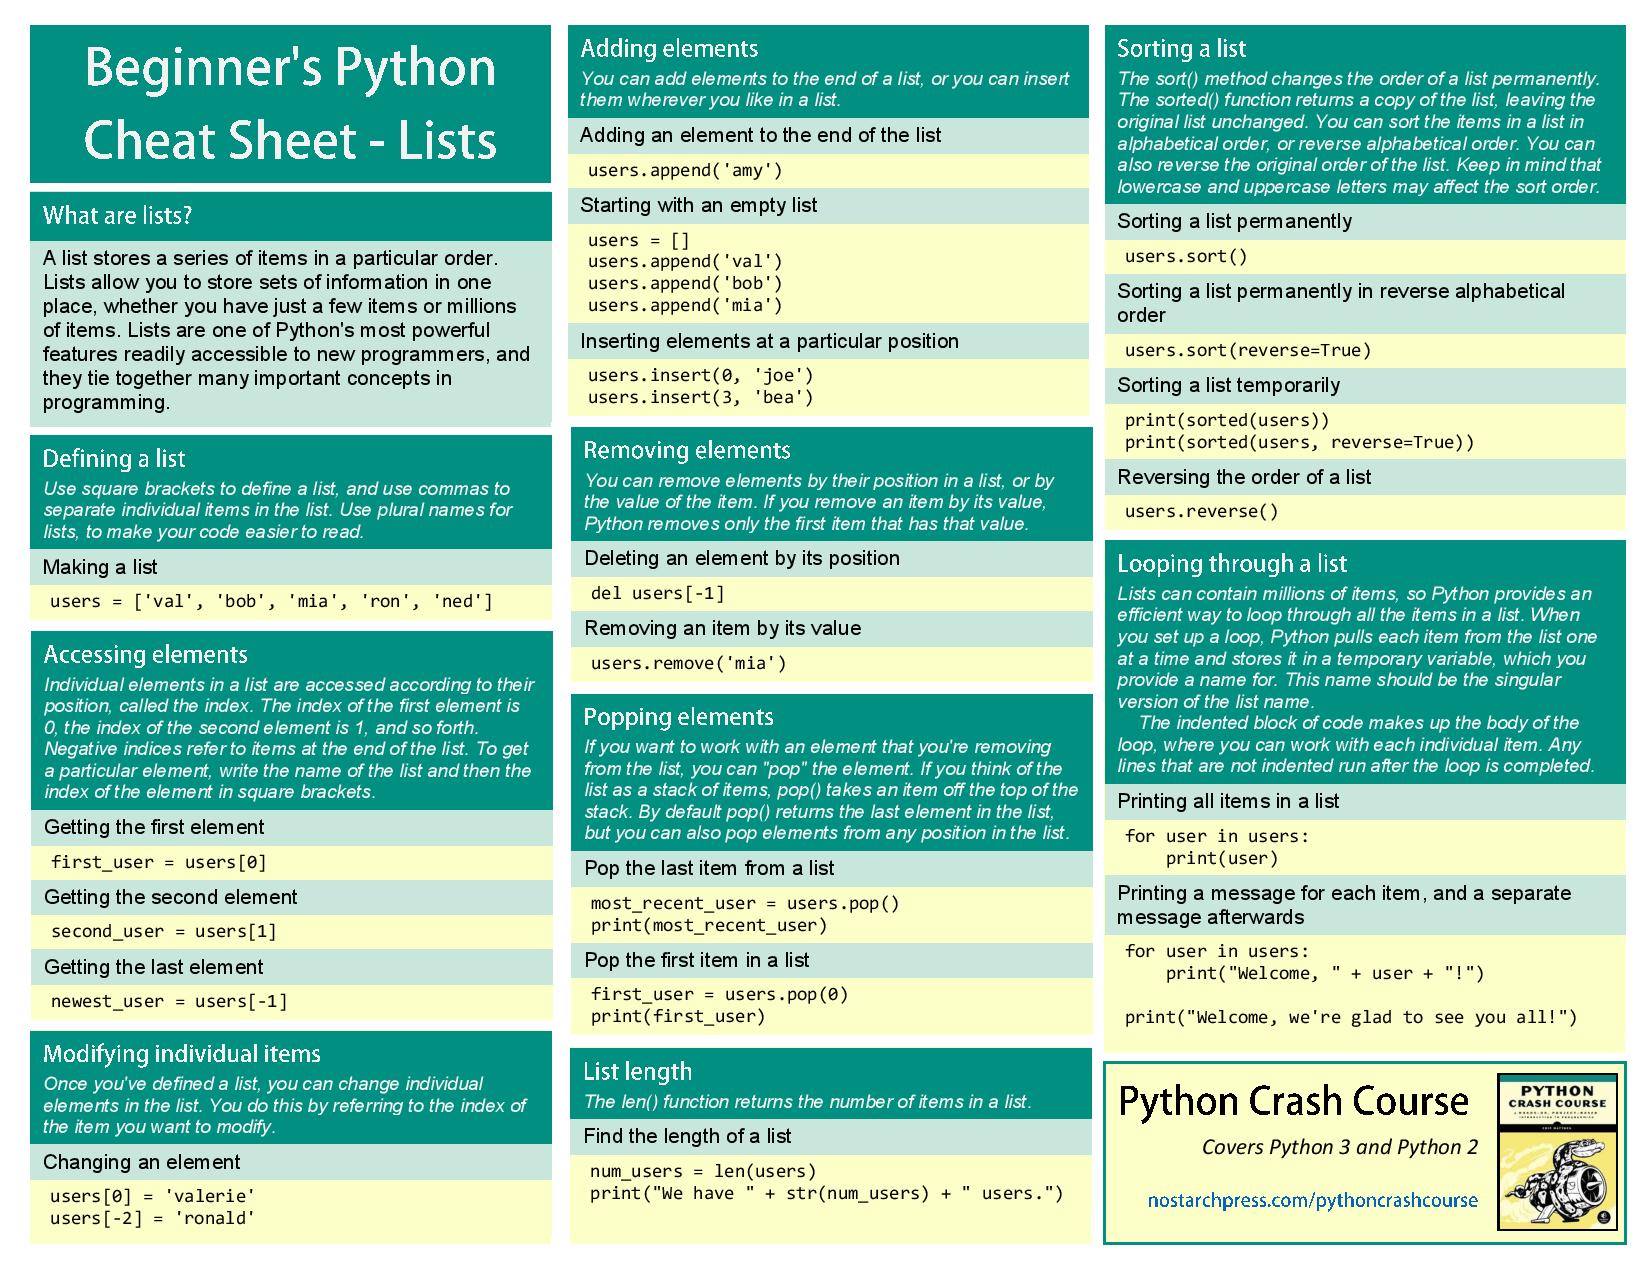 Beginner's Python
Cheat Sheet - Lists
What are lists?
A list stores a series of items in a particular order.
Lists allow you to store sets of information in one
place, whether you have just a few items or millions
of items. Lists are one of Python's most powerful
features readily accessible to new programmers, and
they tie together many important concepts in
programming.
Defining a list
Use square brackets to define a list, and use commas to
separate individual items in the list. Use plural names for
lists, to make your code easier to read.
Making a list
users = ['val', 'bob', 'mia', 'ron', 'ned']
Accessing elements
Individual elements in a list are accessed according to their
position, called the index. The index of the first element is
0, the index of the second element is 1, and so forth.
Negative indices refer to items at the end of the list. To get
a particular element, write the name of the list and then the
index of the element in square brackets.
Getting the first element
first_user = users[0]
Getting the second element
second_user = users[1]
Getting the last element
newest_user = users[-1]
Modifying individual items
Once you've defined a list, you can change individual
elements in the list. You do this by referring to the index of
the item you want to modify.
Changing an element
users[0] = 'valerie'
users[-2] = 'ronald'
Adding elements
You can add elements to the end of a list, or you can insert
them wherever you like in a list.
Adding an element to the end of the list
users.append('amy')
Starting with an empty list
users = []
users.append('val')
users.append('bob')
users.append('mia')
Inserting elements at a particular position
users.insert(0, 'joe')
users.insert(3, 'bea')
Removing elements
You can remove elements by their position in a list, or by
the value of the item. If you remove an item by its value,
Python removes only the first item that has that value.
Deleting an element by its position
del users[-1]
Removing an item by its value
users.remove('mia')
Popping elements
If you want to work with an element that you're removing
from the list, you can "pop" the element. If you think of the
list as a stack of items, pop() takes an item off the top of the
stack. By default pop() returns the last element in the list,
but you can also pop elements from any position in the list.
Pop the last item from a list
most_recent_user = users.pop()
print(most_recent_user)
Pop the first item in a list
first_user = users.pop(0)
print(first_user)
List length
The len() function returns the number of items in a list.
Find the length of a list
num_users = len(users)
print("We have " + str(num_users) + " users.")
Sorting a list
The sort() method changes the order of a list permanently.
The sorted() function returns a copy of the list, leaving the
original list unchanged. You can sort the items in a list in
alphabetical order, or reverse alphabetical order. You can
also reverse the original order of the list. Keep in mind that
lowercase and uppercase letters may affect the sort order.
Sorting a list permanently
users.sort()
Sorting a list permanently in reverse alphabetical
order
users.sort(reverse=True)
Sorting a list temporarily
print(sorted(users))
print(sorted(users, reverse=True))
Reversing the order of a list
users.reverse()
Looping through a list
Lists can contain millions of items, so Python provides an
efficient way to loop through all the items in a list. When
you set up a loop, Python pulls each item from the list one
at a time and stores it in a temporary variable, which you
provide a name for. This name should be the singular
version of the list name.
The indented block of code makes up the body of the
loop, where you can work with each individual item. Any
lines that are not indented run after the loop is completed.
Printing all items in a list
for user in users:
    print(user)
Printing a message for each item, and a separate
message afterwards
for user in users:
    print("Welcome, " + user + "!")
print("Welcome, we're glad to see you all!")
Python Crash Course
Covers Python 3 and Python 2
nostarchpress.com/pythoncrashcourse
PYTHON
CRASH COURSE